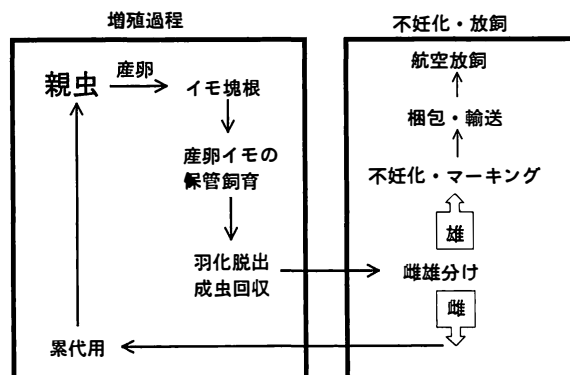 増殖過程
親虫
産卵
イモ塊根
産卵イモの
保管飼育
羽化脱出
成虫回収
累代用
不妊化・放飼
航空放飼
梱包・輸送
不妊化・マーキング
雄
雌雄分け
雌